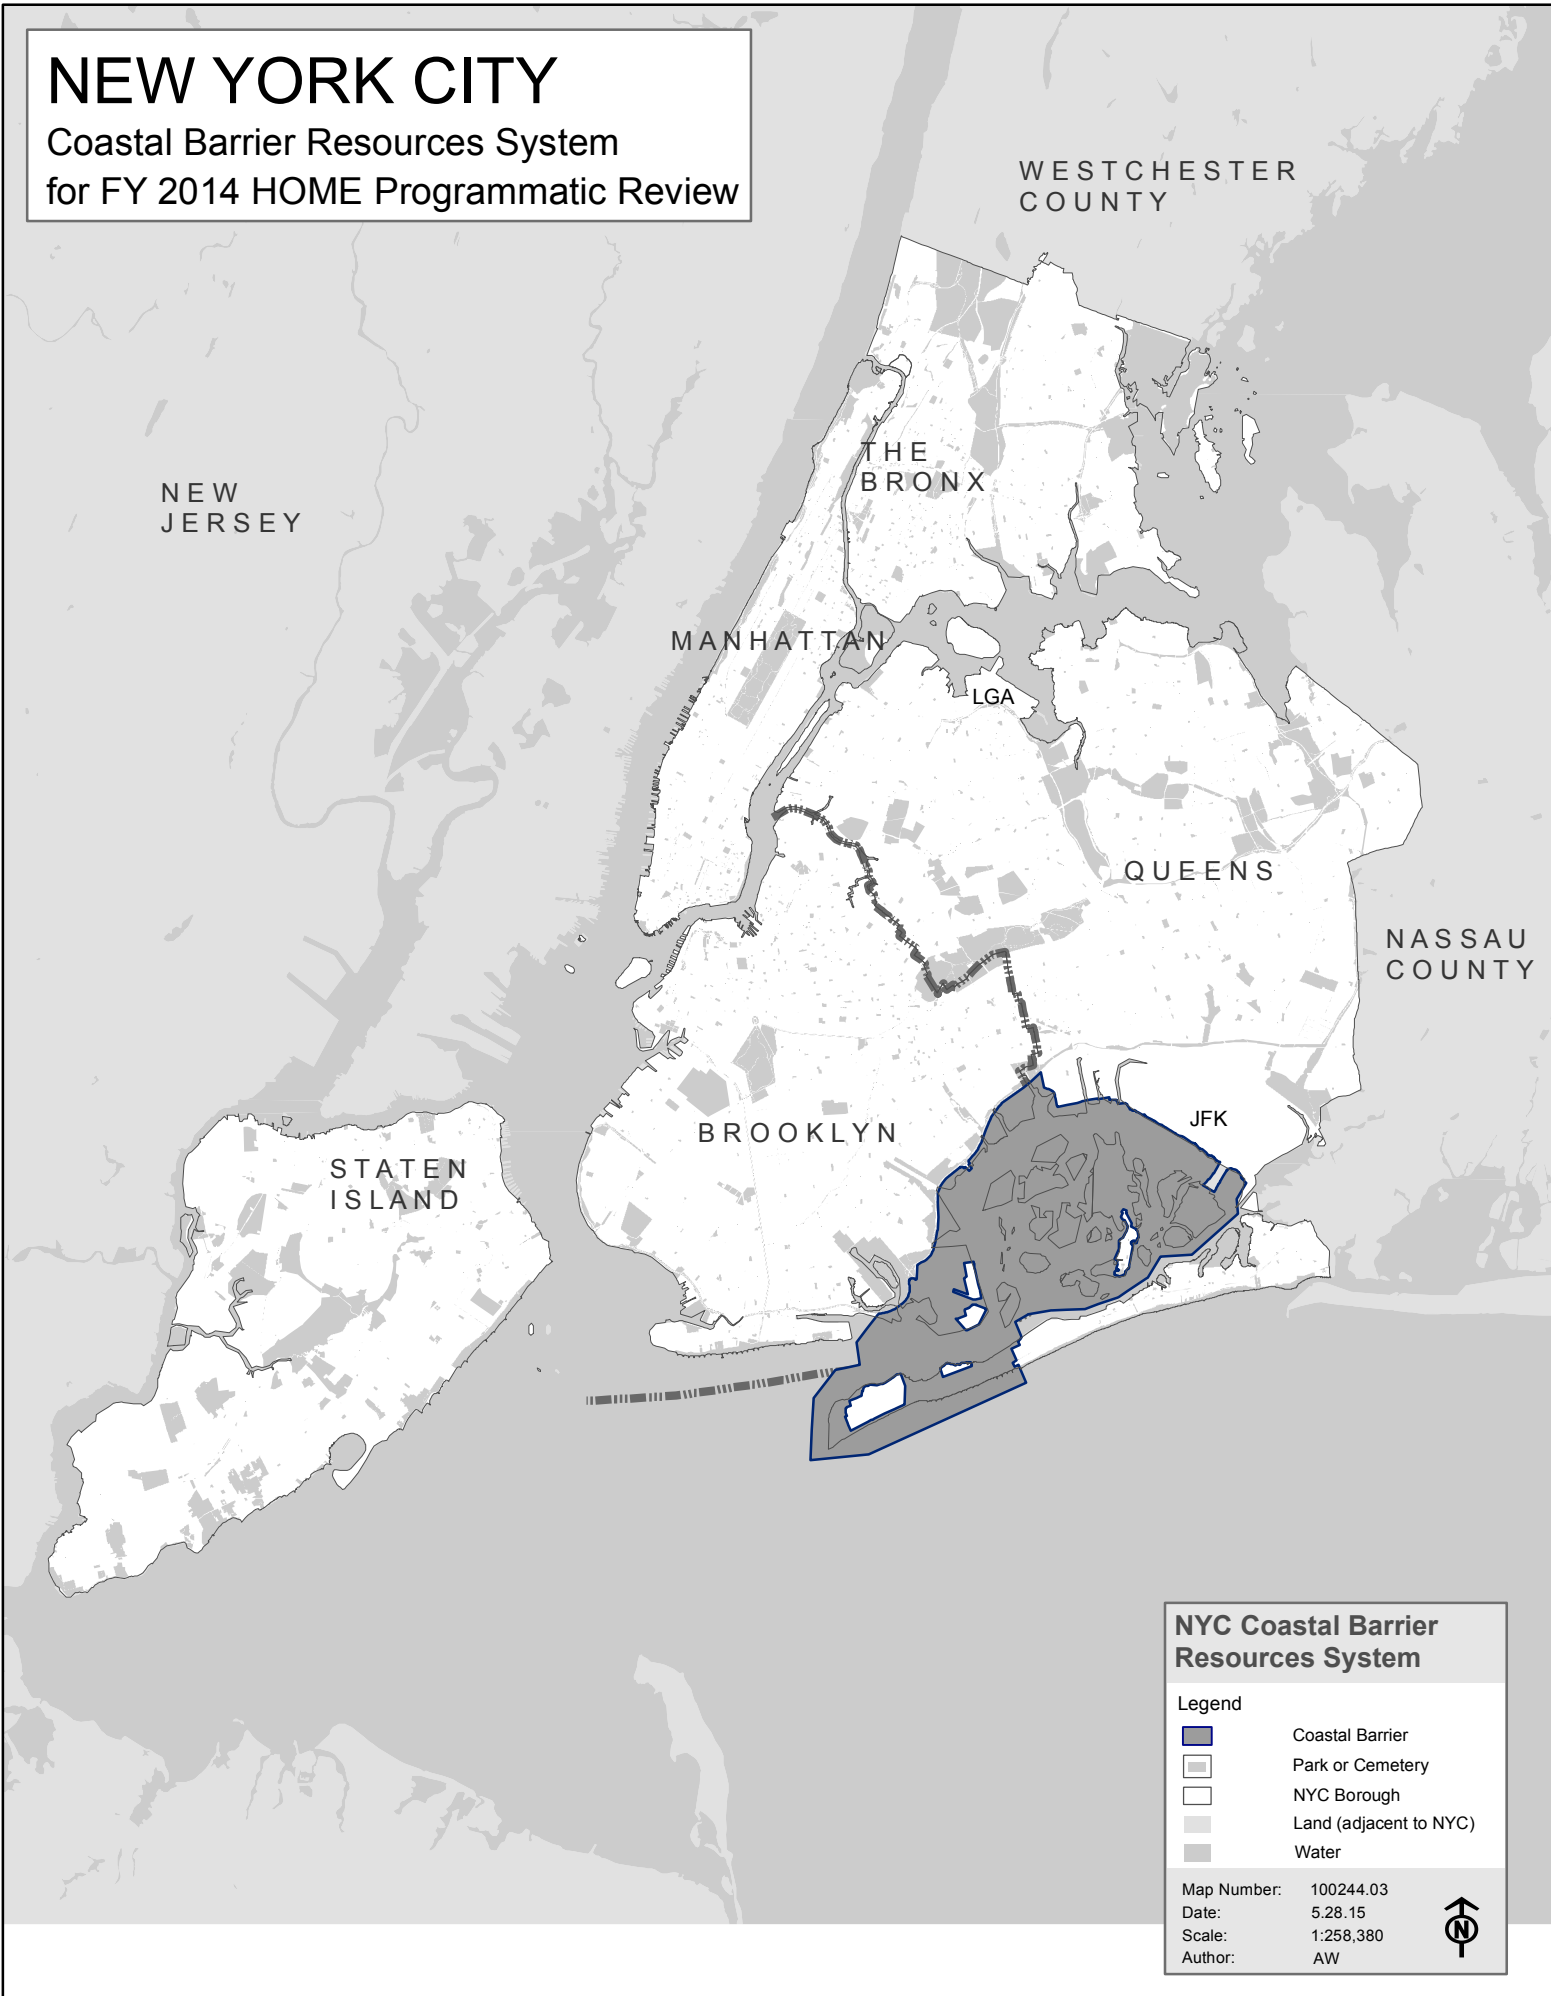 NEW YORK CITY
Coastal Barrier Resources System
for FY 2014 HOME Programmatic Review
WESTCHESTER
COUNTY
THE
BRONX
NEW
JERSEY
MANHATTAN
LGA
QUEENS
NASSAU
COUNTY
JFK
BROOKLYN
STATEN
ISLAND
NYC Coastal Barrier
Resources System
Legend
Coastal Barrier
Park or Cemetery
NYC Borough
Land (adjacent to NYC)
Water
Map Number: 100244.03
Date: 5.28.15
Scale: 1:258,380
Author: AW
N